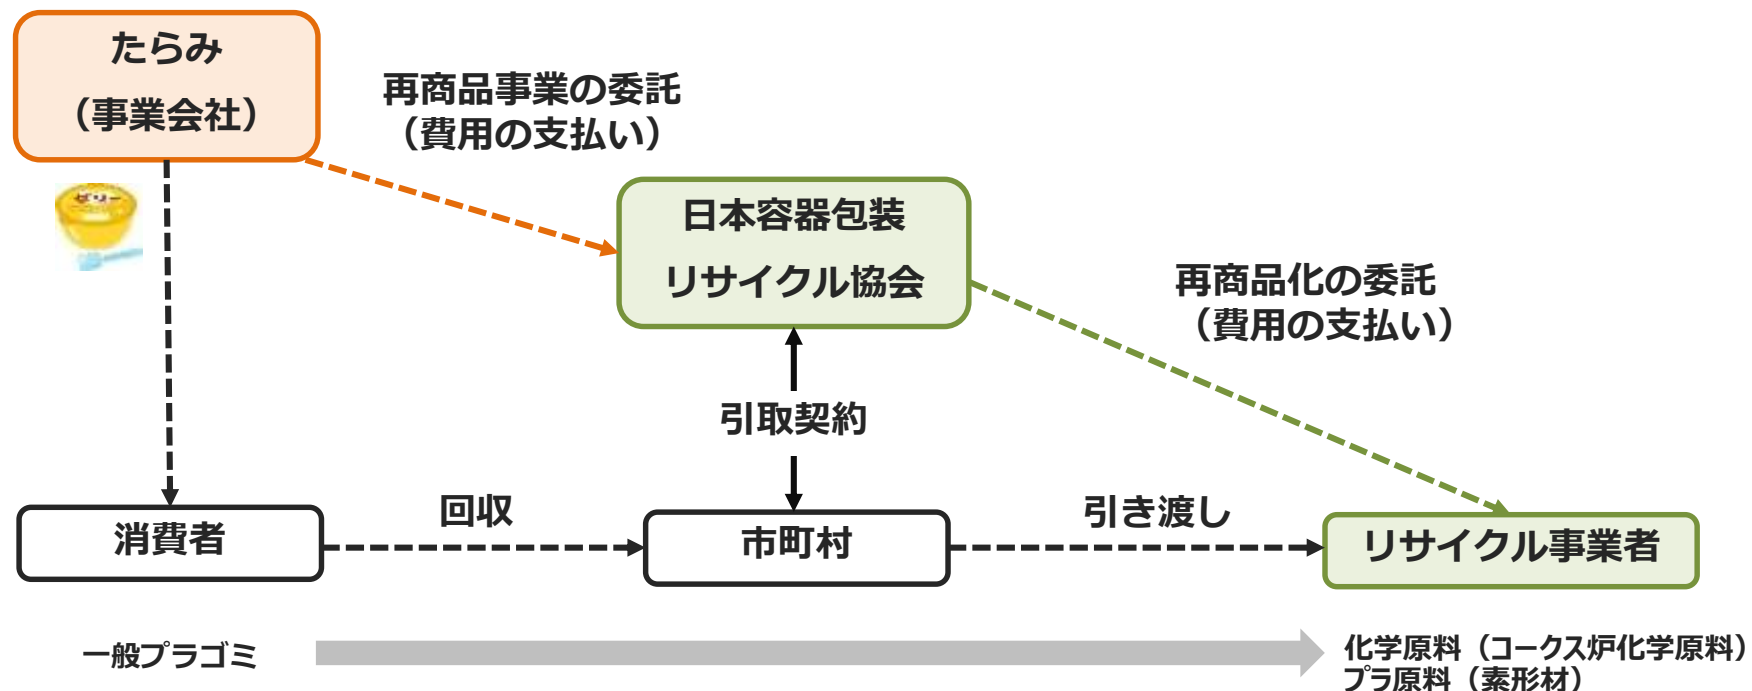 たらみ
（事業会社）
再商品事業の委託
（費用の支払い）
ゼリー
日本容器包装
リサイクル協会
再商品化の委託
（費用の支払い）
引取契約
消費者
回収
市町村
引き渡し
リサイクル事業者
一般プラゴミ
化学原料（コークス炉化学原料）
プラ原料（素形材）